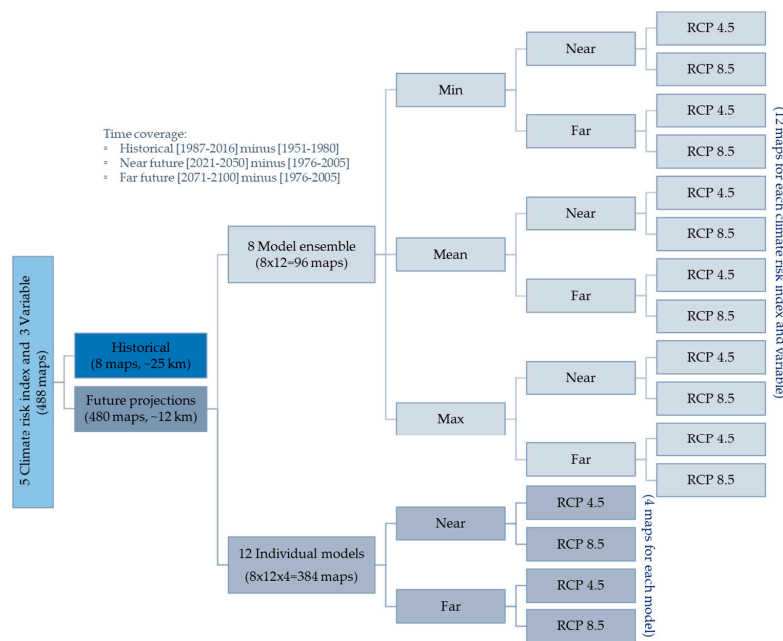 Time coverage:
▫ Historical [1987-2016] minus [1951-1980]
▫ Near future [2021-2050] minus [1976-2005]
▫ Far future [2071-2100] minus [1976-2005]
5 Climate risk index and 3 Variable
(488 maps)
Historical
(8 maps, ~25 km)
Future projections
(480 maps, ~12 km)
8 Model ensemble
(8x12=96 maps)
Min
Near
RCP 4.5
RCP 8.5
Far
RCP 4.5
RCP 8.5
Mean
Near
RCP 4.5
RCP 8.5
Far
RCP 4.5
RCP 8.5
Max
Near
RCP 4.5
RCP 8.5
Far
RCP 4.5
RCP 8.5
(12 maps for each climate risk index and variable)
12 Individual models
(8x12x4=384 maps)
Near
RCP 4.5
RCP 8.5
Far
RCP 4.5
RCP 8.5
(4 maps for each model)